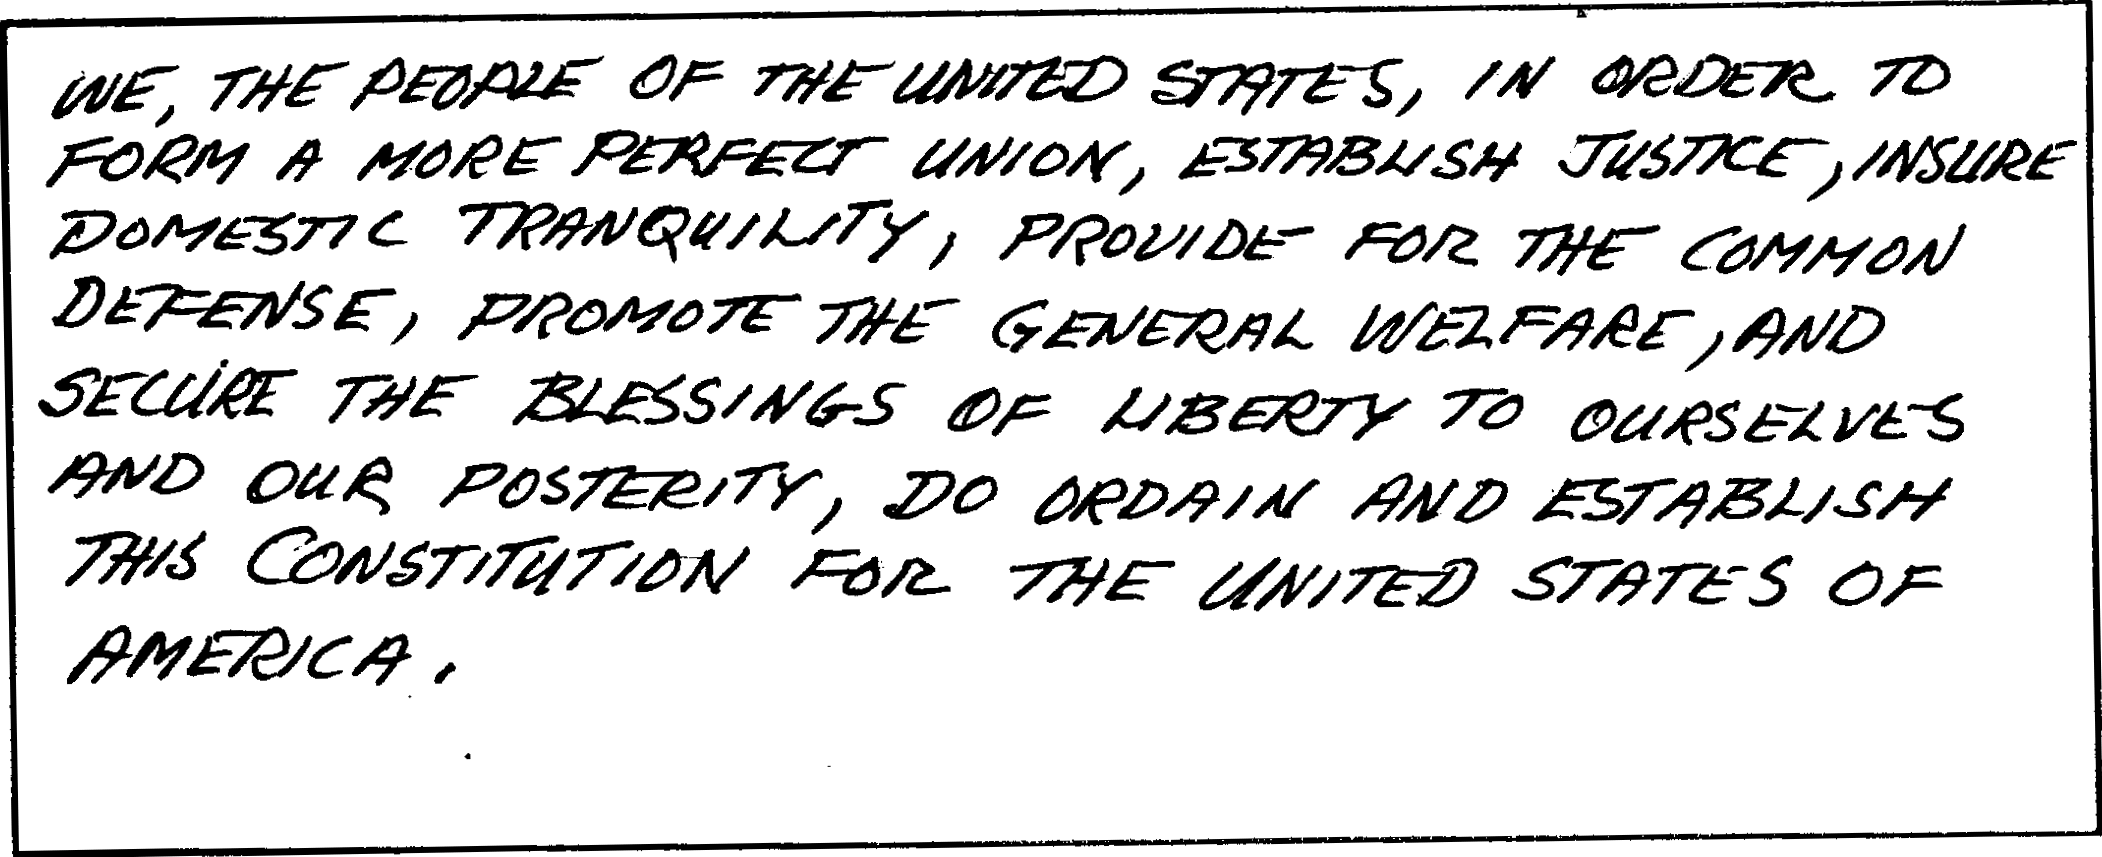 WE, THE PEOPLE OF THE UNITED STATES, IN ORDER TO
FORM A MORE PERFECT UNION, ESTABLISH JUSTICE, INSURE
DOMESTIC TRANQUILITY, PROVIDE FOR THE COMMON
DEFENSE, PROMOTE THE GENERAL WELFARE, AND
SECURE THE BLESSINGS OF LIBERTY TO OURSELVES
AND OUR POSTERITY, DO ORDAIN AND ESTABLISH
THIS CONSTITUTION FOR THE UNITED STATES OF
AMERICA.